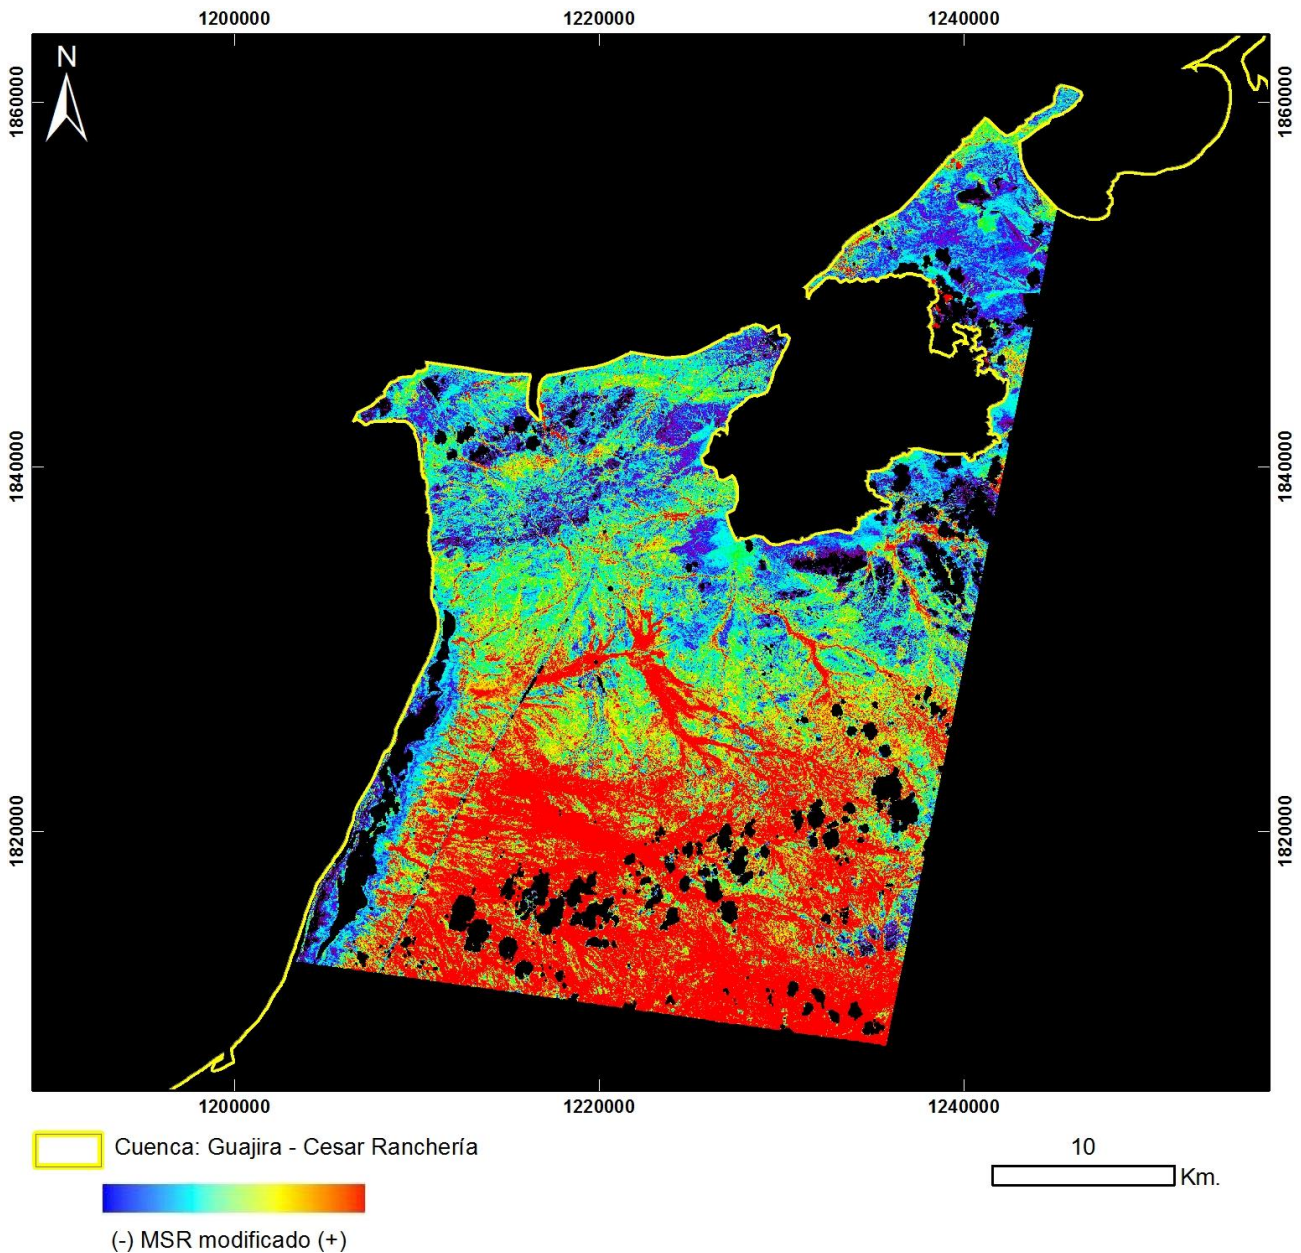 1200000 1220000 1240000
N
1860000 1860000
1840000 1840000
1820000 1820000
1200000 1220000 1240000
Cuenca: Guajira - Cesar Ranchería
10
Km.
(-) MSR modificado (+)